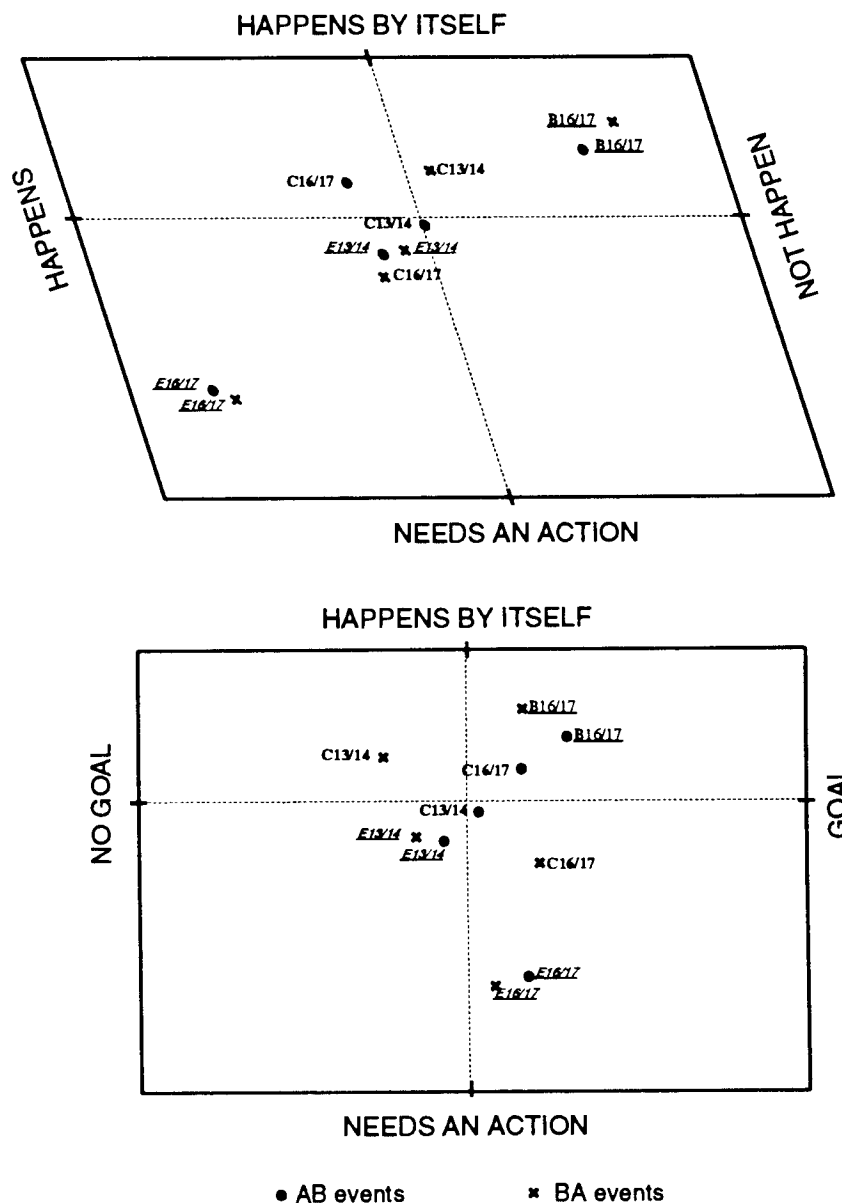 HAPPENS BY ITSELF
B16/17
B16/17
C13/14
C16/17
HAPPENS
NOT HAPPEN
C13/14
E13/14
E13/14
C16/17
E16/17
E16/17
NEEDS AN ACTION
HAPPENS BY ITSELF
B16/17
B16/17
C13/14
C16/17
NO GOAL
GOAL
C13/14
E13/14
E13/14
C16/17
E16/17
E16/17
NEEDS AN ACTION
AB events
BA events